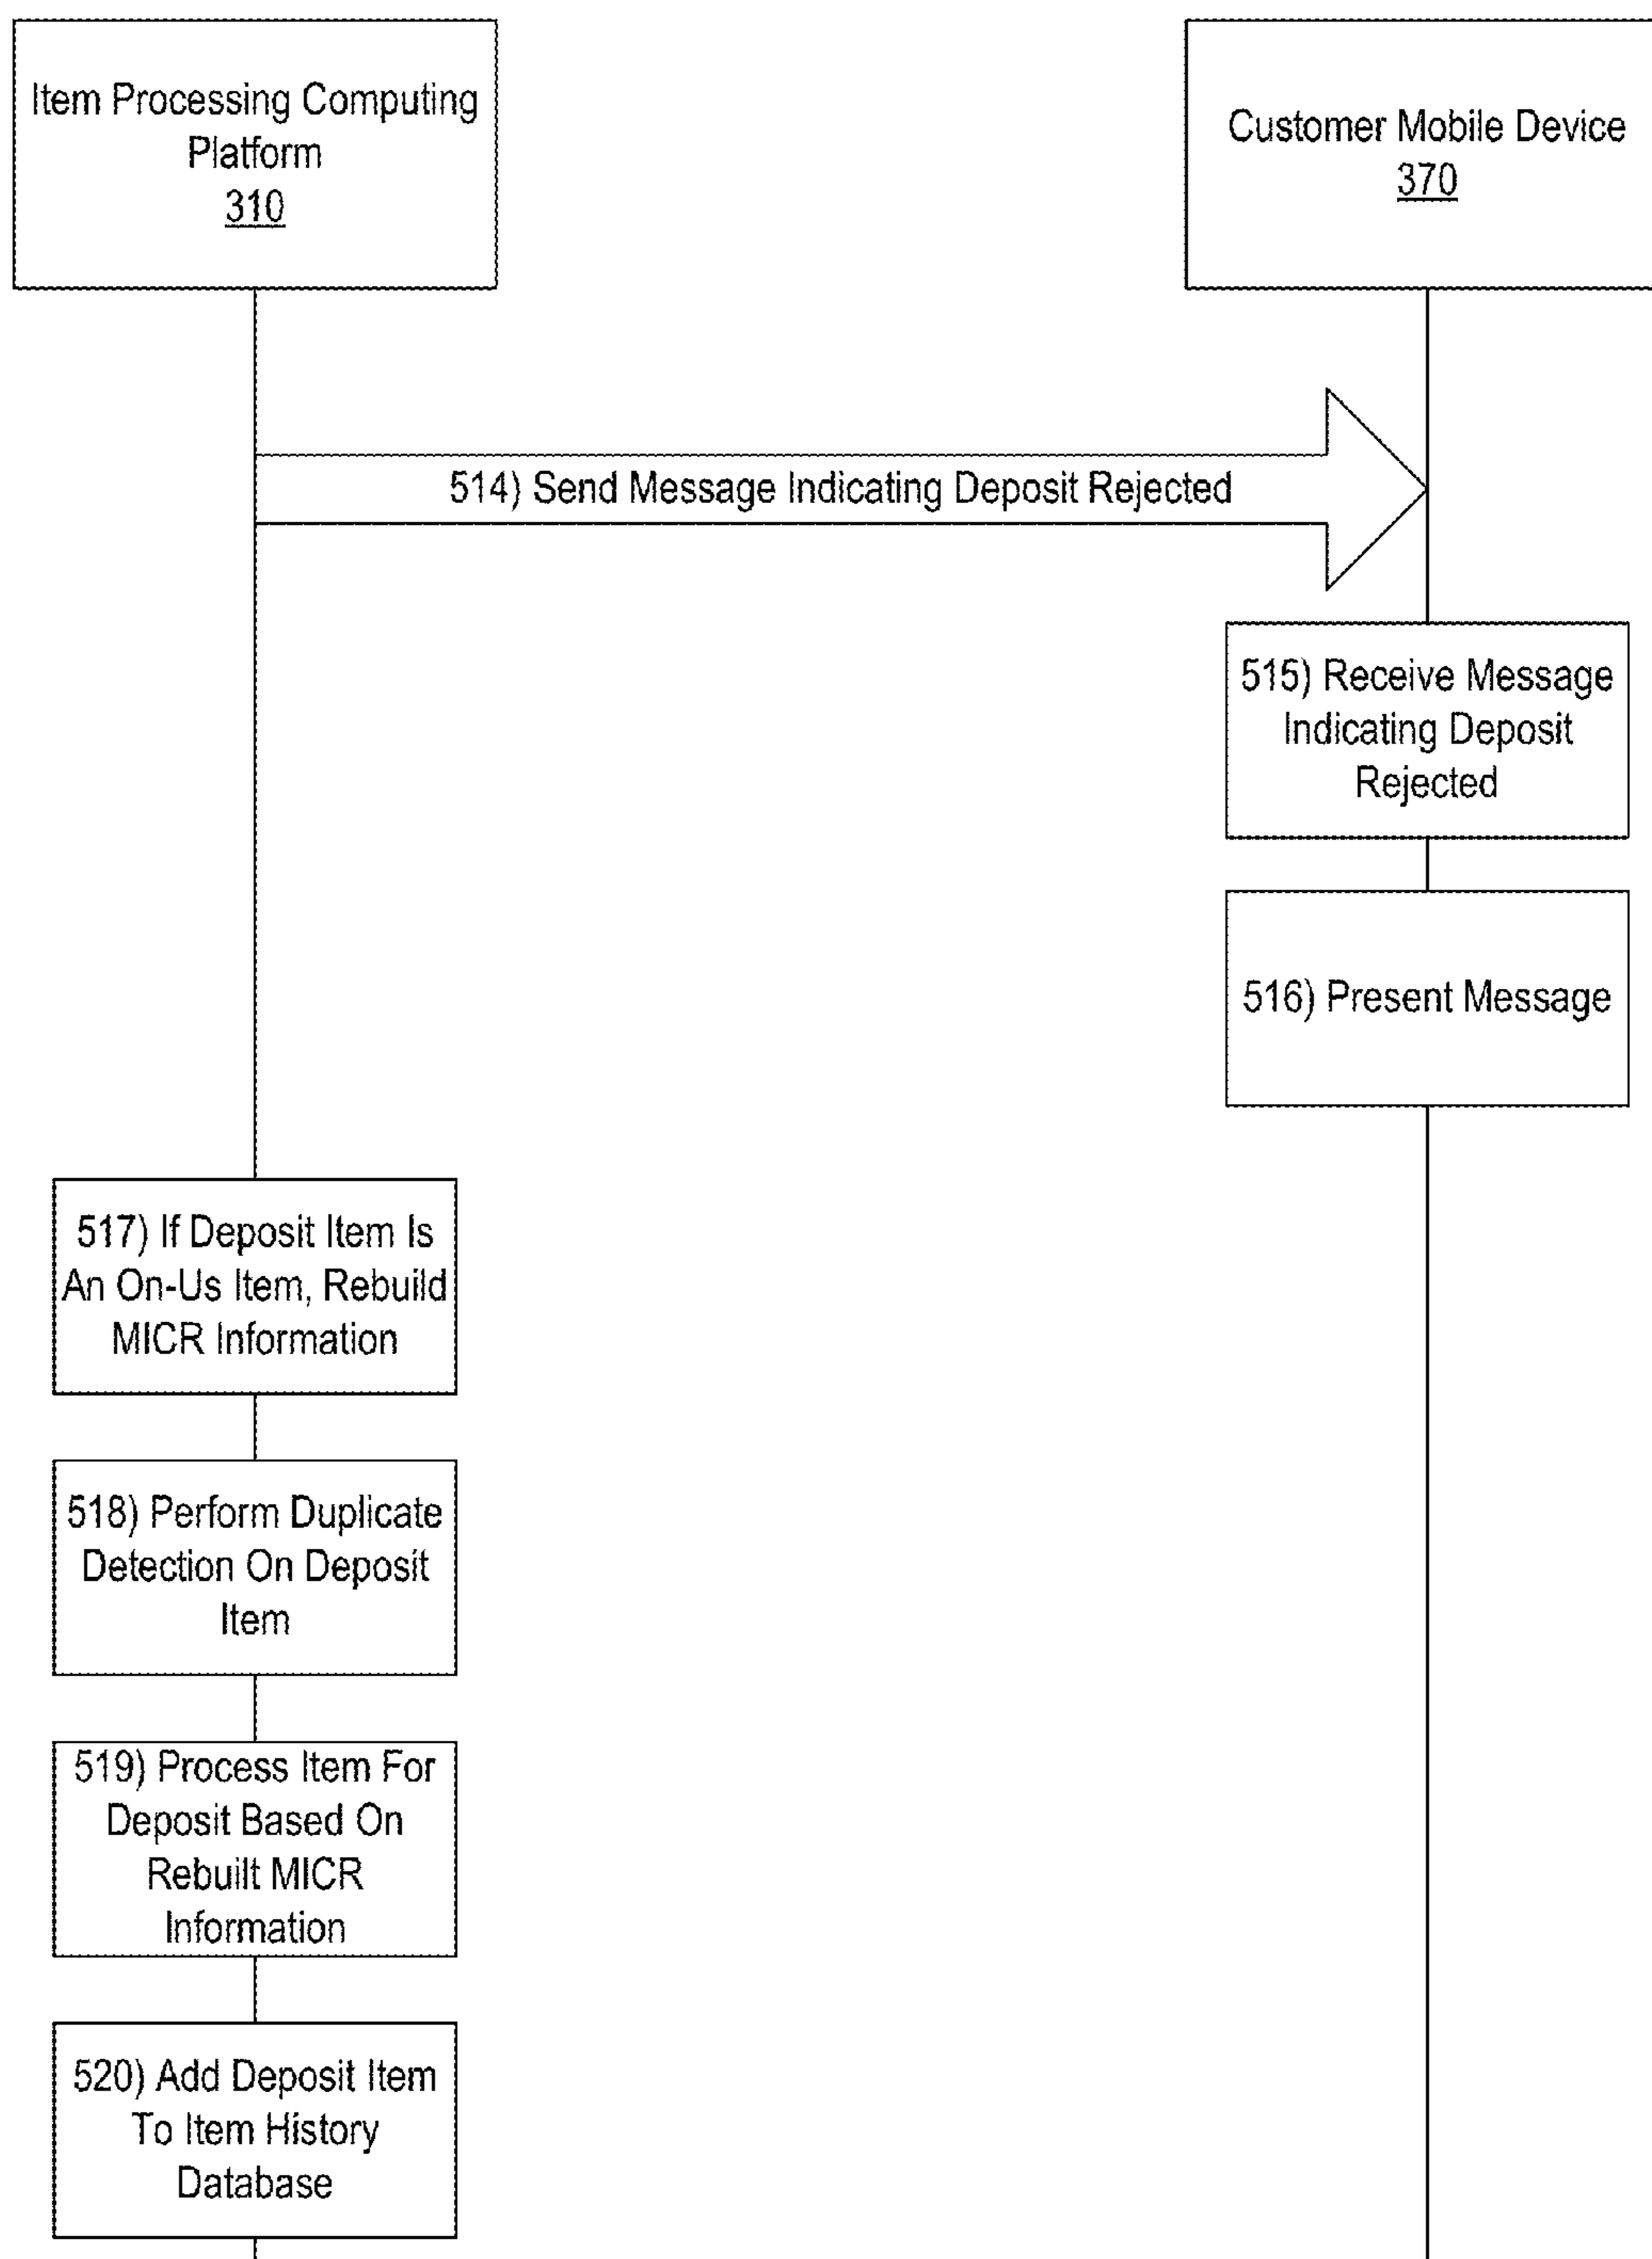 Item Processing Computing
Platform
310
Customer Mobile Device
370
514) Send Message Indicating Deposit Rejected
515) Receive Message
Indicating Deposit
Rejected
516) Present Message
517) If Deposit Item Is
An On-Us Item, Rebuild
MICR Information
518) Perform Duplicate
Detection On Deposit
Item
519) Process Item For
Deposit Based On
Rebuilt MICR
Information
520) Add Deposit Item
To Item History
Database